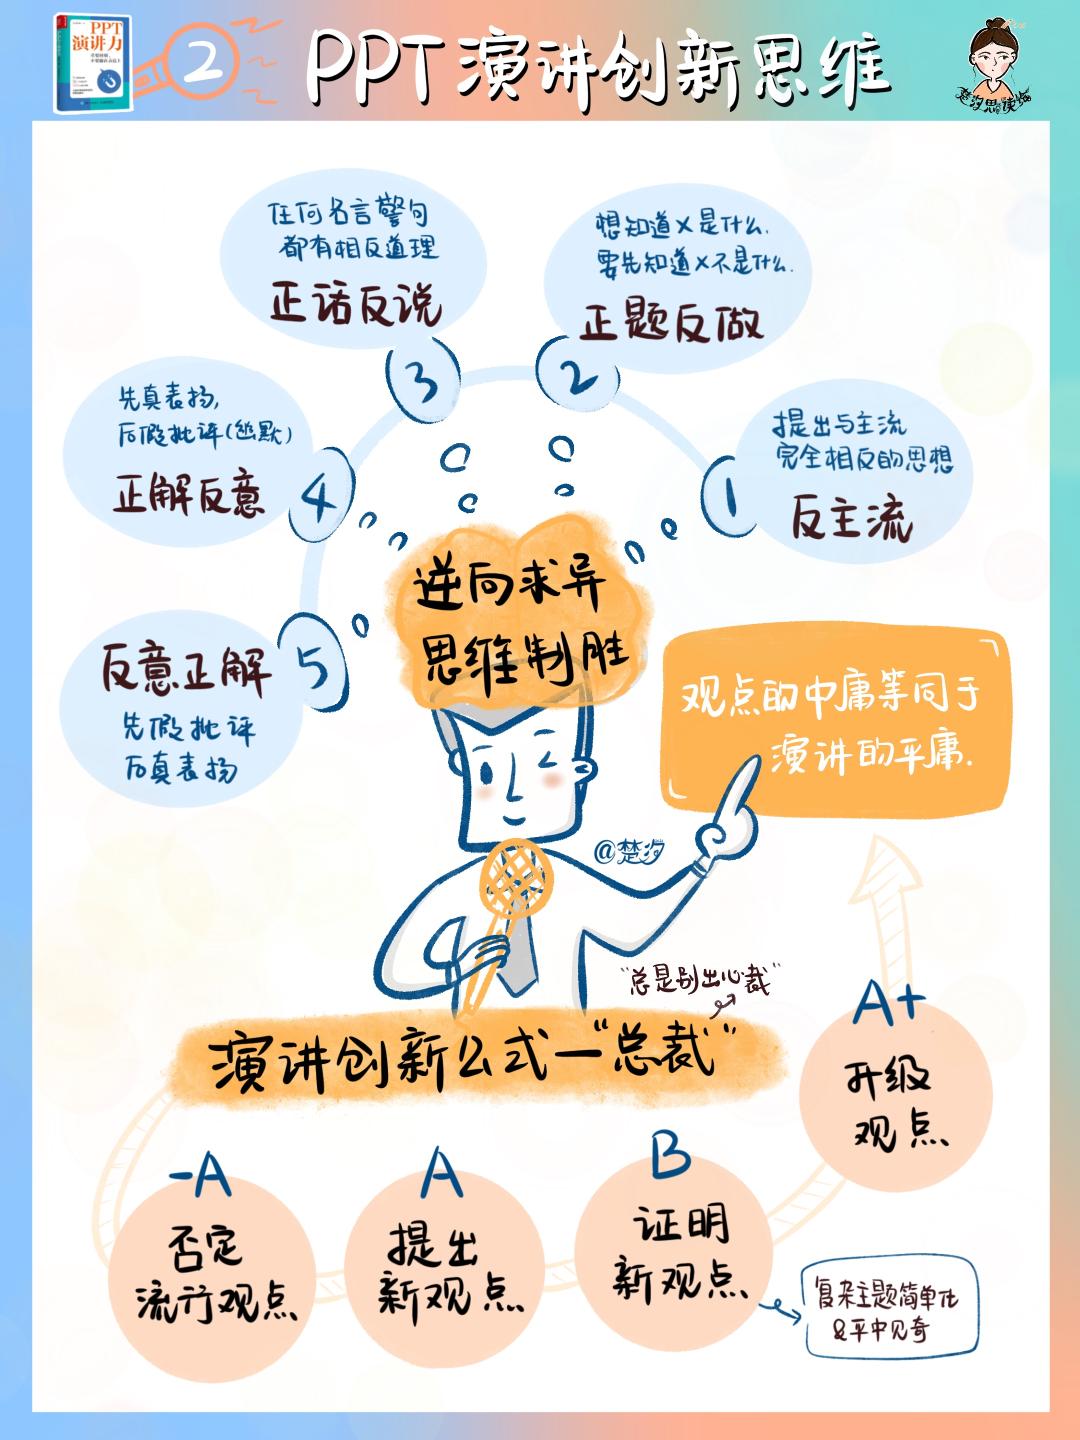 PPT
演讲力
2
PPT演讲创新思维
楚汐思维读绘
任何名言警句
都有相反道理
正话反说
3
想知道X是什么,
要先知道X不是什么.
正题反做
2
先真表扬,
后假批评(幽默)
正解反意
4
提出与主流
完全相反的思想
反主流
1
反意正解
5
先假批评
后真表扬
逆向求异
思维制胜
观点的中庸等同于
演讲的平庸.
@楚汐
"总是别出心裁"
演讲创新公式一"总裁"
-A
否定
流行观点
A
提出
新观点
B
证明
新观点
A+
升级
观点
复杂主题简单化
&平中见奇